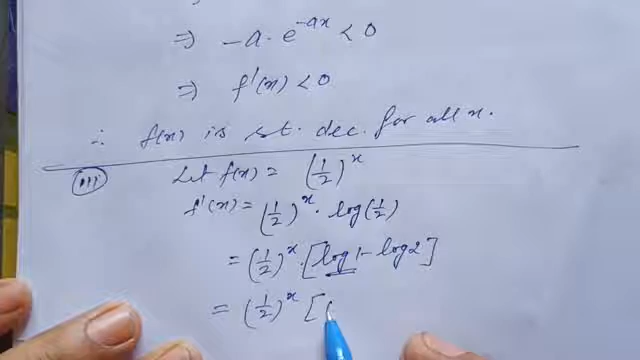 ⇒ -a · e^{-ax} < 0
⇒ f'(x) < 0
∴ f(x) is st. dec. for all x.
(iii) Let f(x) = (1/2)^x
f'(x) = (1/2)^x · log(1/2)
= (1/2)^x · [log 1 - log 2]
= (1/2)^x [